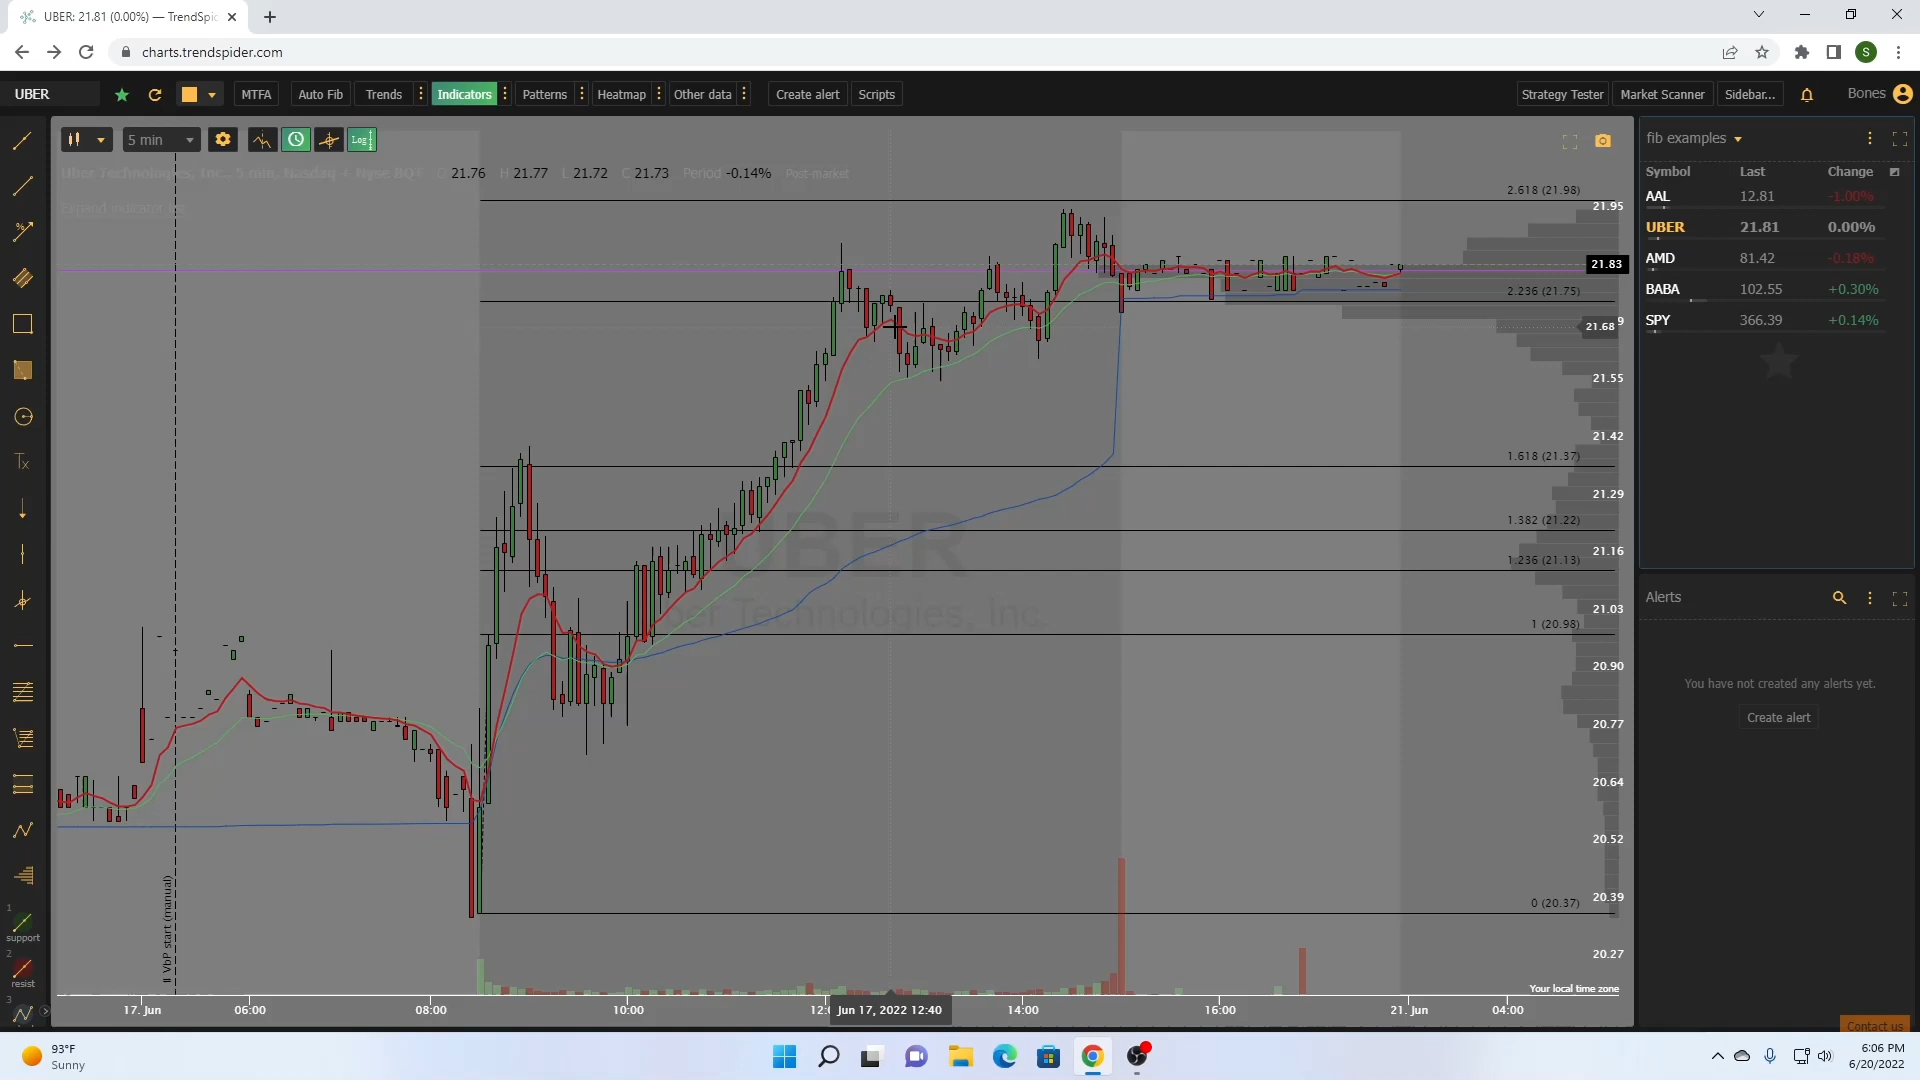 UBER: 21.81 (0.00%) — TrendSpid
charts.trendspider.com
S
UBER
MTFA
Auto Fib
Trends
Indicators
Patterns
Heatmap
Other data
Create alert
Scripts
Strategy Tester
Market Scanner
Sidebar...
Bones
5 min
Log
Uber Technologies, Inc., 5 min, Nasdaq + Nyse BQT O 21.76 H 21.77 L 21.72 C 21.73 Period -0.14% Post-market
Expand indicator list
fib examples
Symbol Last Change
AAL 12.81 -1.00%
UBER 21.81 0.00%
AMD 81.42 -0.18%
BABA 102.55 +0.30%
SPY 366.39 +0.14%
2.618 (21.98)
21.95
21.83
2.236 (21.75)
21.68
21.55
21.42
1.618 (21.37)
21.29
1.382 (21.22)
21.16
1.236 (21.13)
21.03
1 (20.98)
20.90
20.77
20.64
20.52
20.39
0 (20.37)
20.27
UBER
Uber Technologies, Inc.
VbP start (manual)
Your local time zone
17. Jun
06:00
08:00
10:00
Jun 17, 2022 12:40
14:00
16:00
21. Jun
04:00
1
support
2
resist
3
Alerts
You have not created any alerts yet.
Create alert
Contact us
93°F
Sunny
6:06 PM
6/20/2022